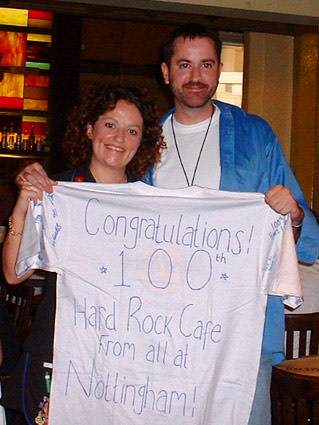 Congratulations!
100th
Hard Rock Cafe
From all at
Nottingham!